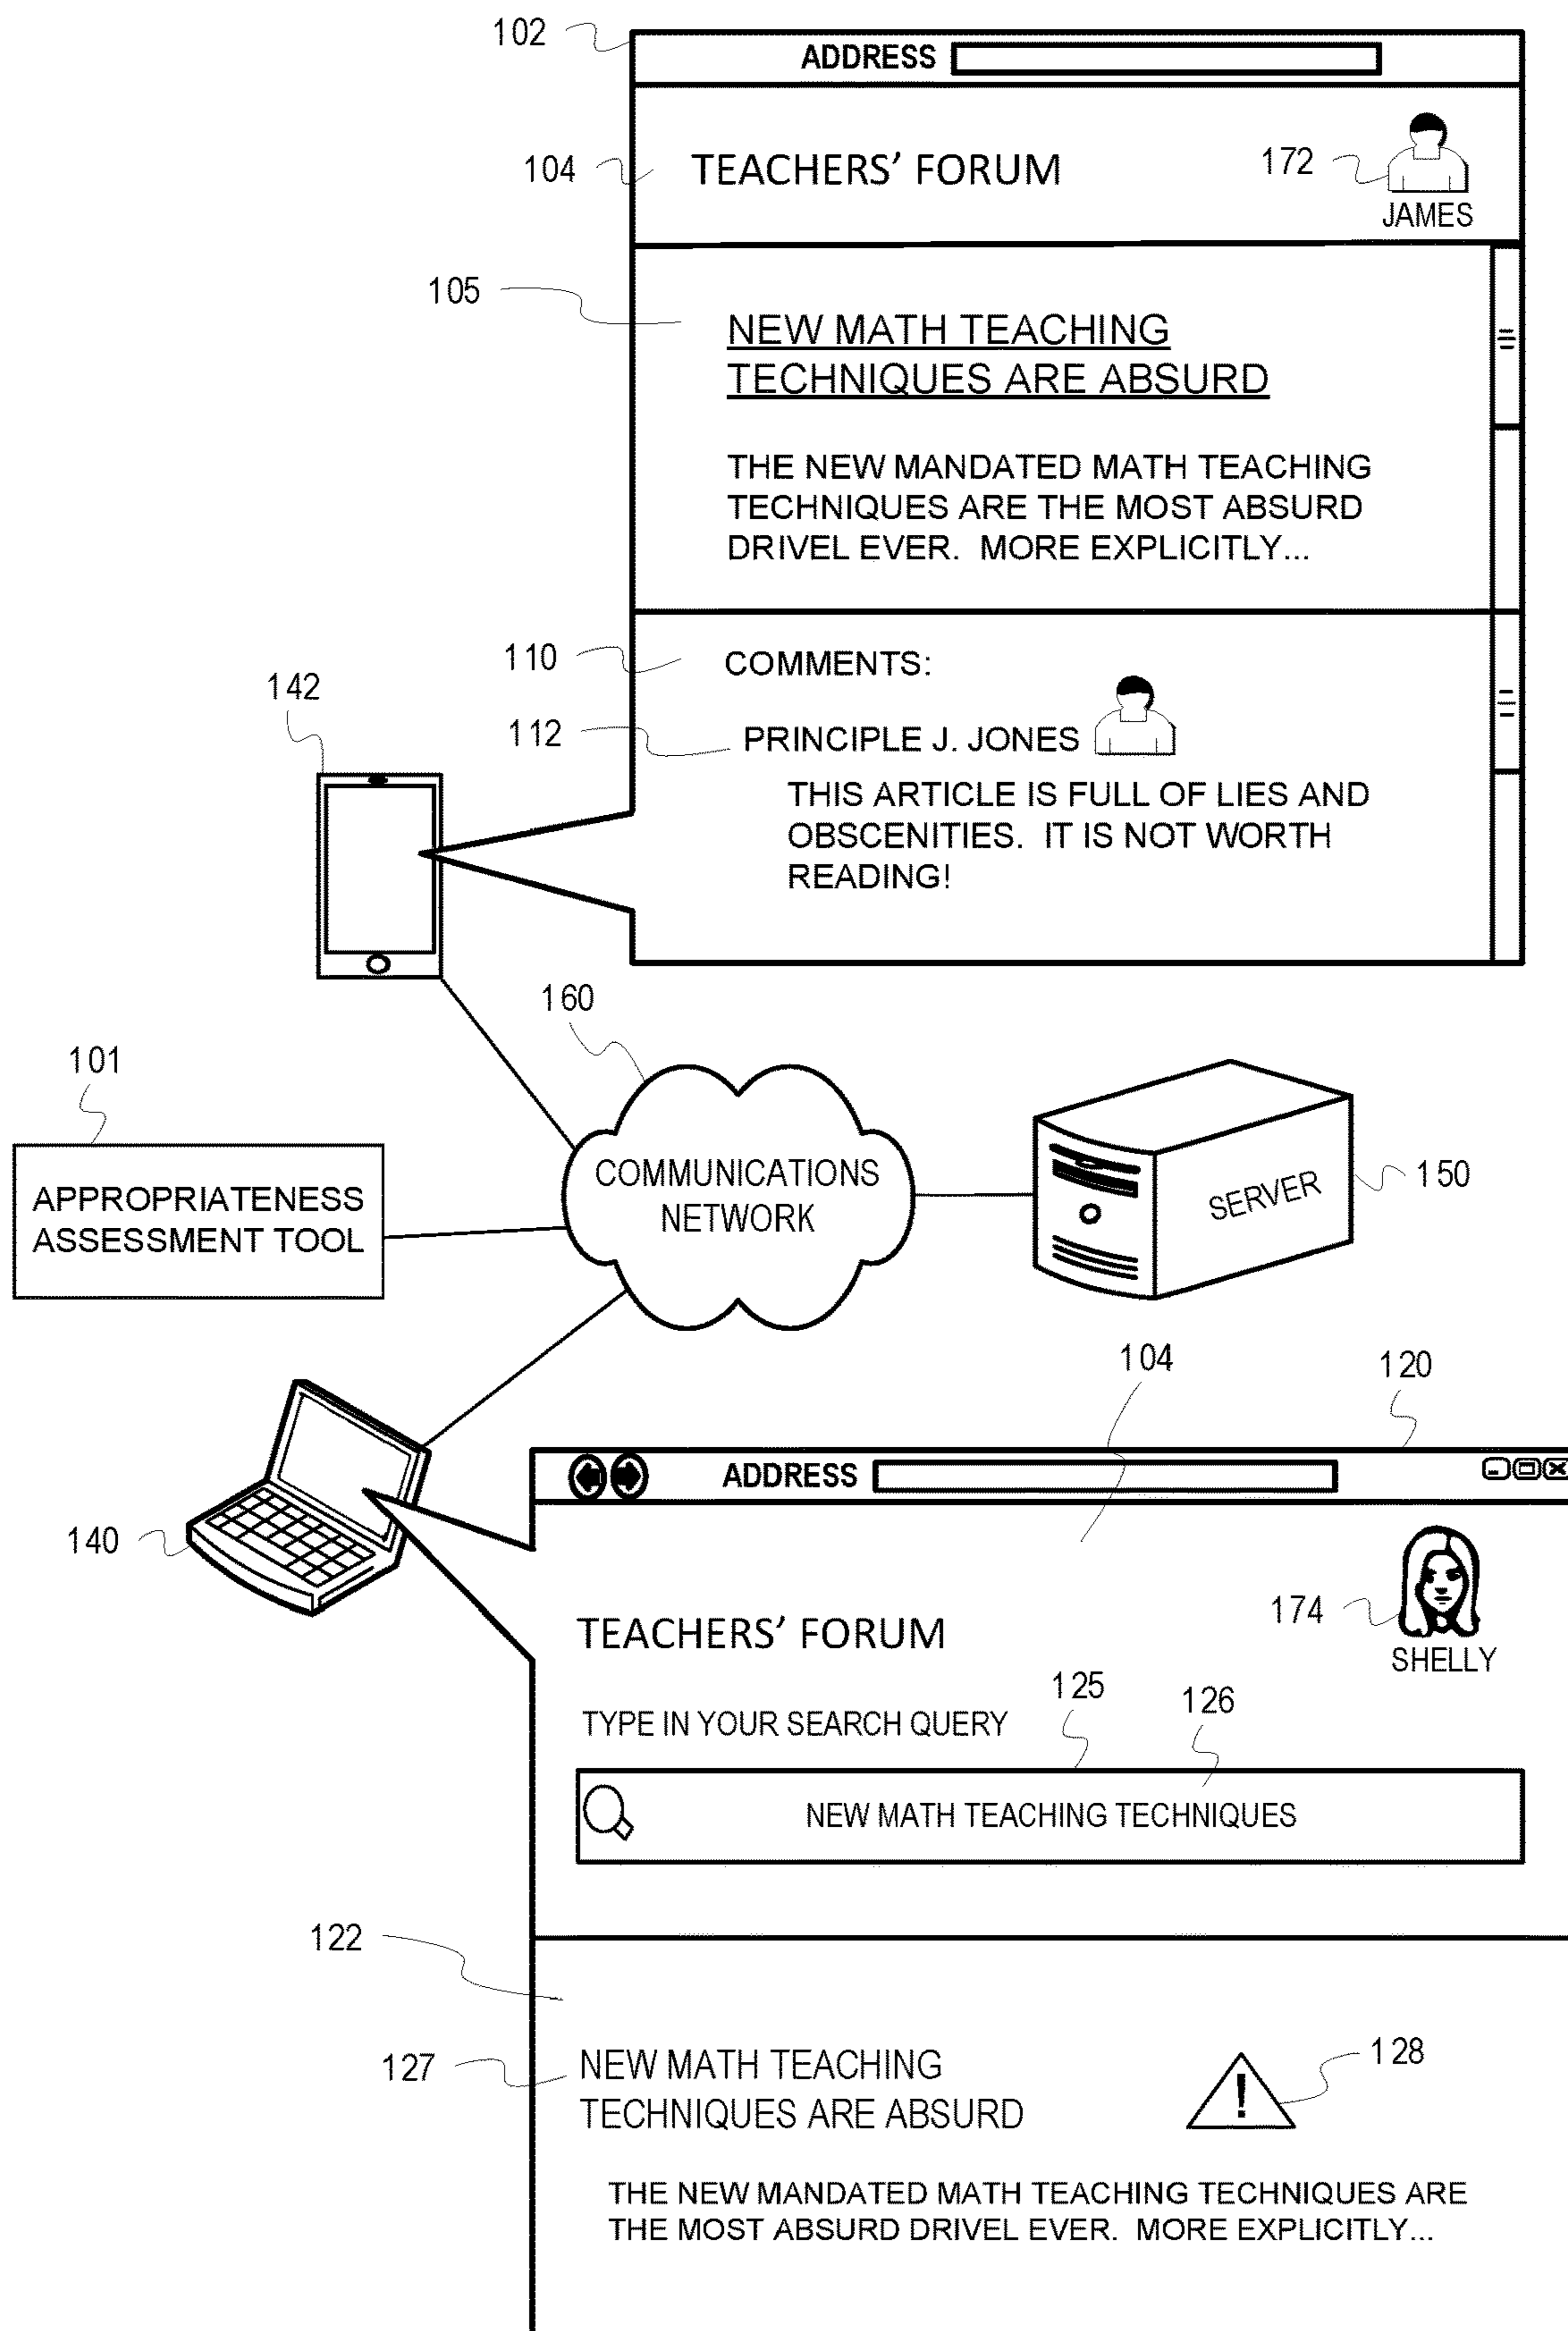 102
ADDRESS
104
TEACHERS’ FORUM
172
JAMES
105
NEW MATH TEACHING
TECHNIQUES ARE ABSURD
THE NEW MANDATED MATH TEACHING
TECHNIQUES ARE THE MOST ABSURD
DRIVEL EVER.  MORE EXPLICITLY...
110
COMMENTS:
142
112
PRINCIPLE J. JONES
THIS ARTICLE IS FULL OF LIES AND
OBSCENITIES.  IT IS NOT WORTH
READING!
160
101
APPROPRIATENESS
ASSESSMENT TOOL
COMMUNICATIONS
NETWORK
SERVER
150
104
120
ADDRESS
140
TEACHERS’ FORUM
174
SHELLY
TYPE IN YOUR SEARCH QUERY
125
126
NEW MATH TEACHING TECHNIQUES
122
127
NEW MATH TEACHING
TECHNIQUES ARE ABSURD
!
128
THE NEW MANDATED MATH TEACHING TECHNIQUES ARE
THE MOST ABSURD DRIVEL EVER.  MORE EXPLICITLY...